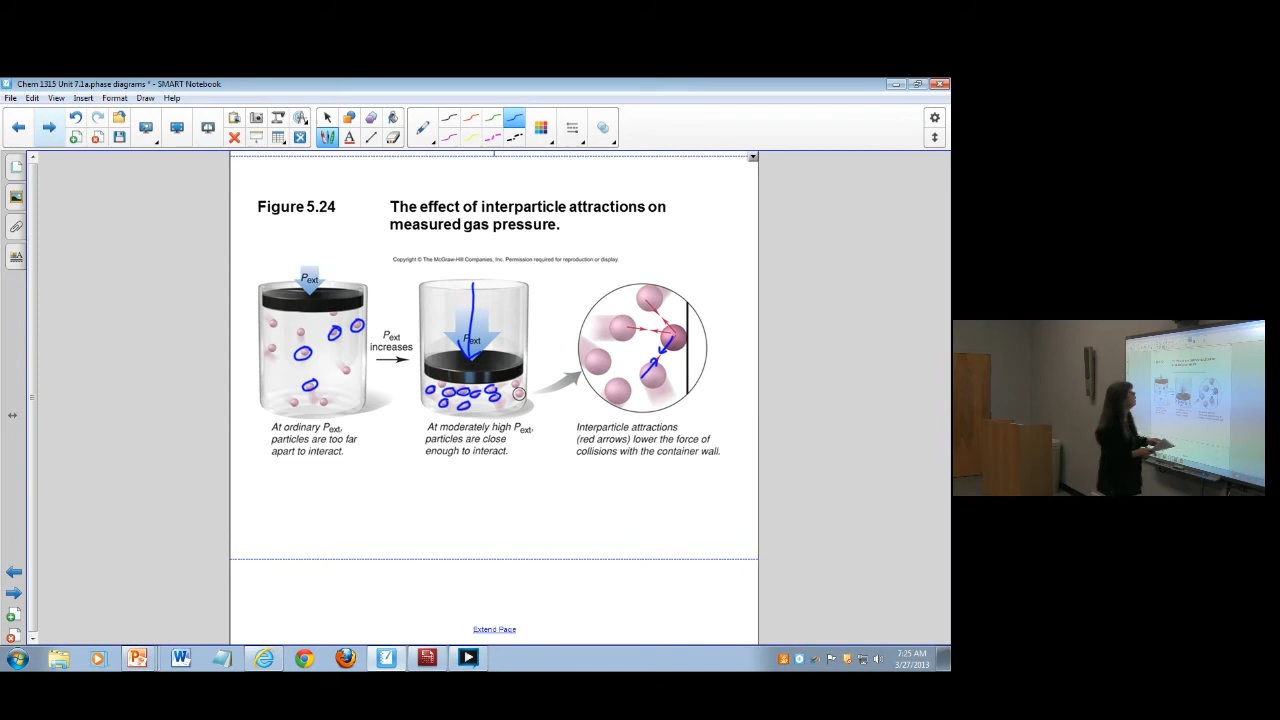 Chem 1315 Unit 7.1a.phase diagrams * - SMART Notebook
File Edit View Insert Format Draw Help
Figure 5.24
The effect of interparticle attractions on
measured gas pressure.
Copyright © The McGraw-Hill Companies, Inc. Permission required for reproduction or display.
Pext
Pext
increases
Pext
At ordinary Pext,
particles are too far
apart to interact.
At moderately high Pext,
particles are close
enough to interact.
Interparticle attractions
(red arrows) lower the force of
collisions with the container wall.
Extend Page
7:25 AM
3/27/2013